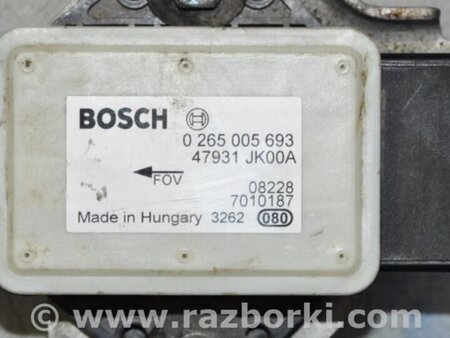 BOSCH
0 265 005 693
47931 JK00A
FOV
08228
7010187
Made in Hungary 3262 080
www.razborki.com